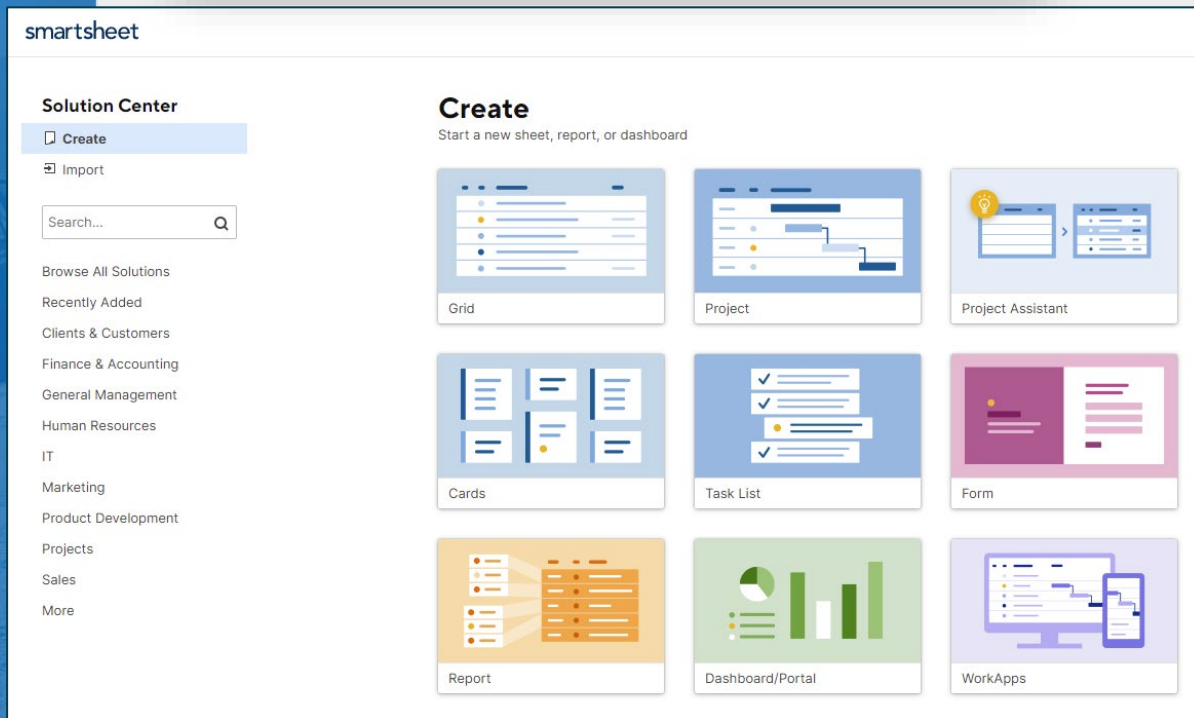 smartsheet
Solution Center
Create
Import
Search...
Browse All Solutions
Recently Added
Clients & Customers
Finance & Accounting
General Management
Human Resources
IT
Marketing
Product Development
Projects
Sales
More
Create
Start a new sheet, report, or dashboard
Grid
Project
Project Assistant
Cards
Task List
Form
Report
Dashboard/Portal
WorkApps